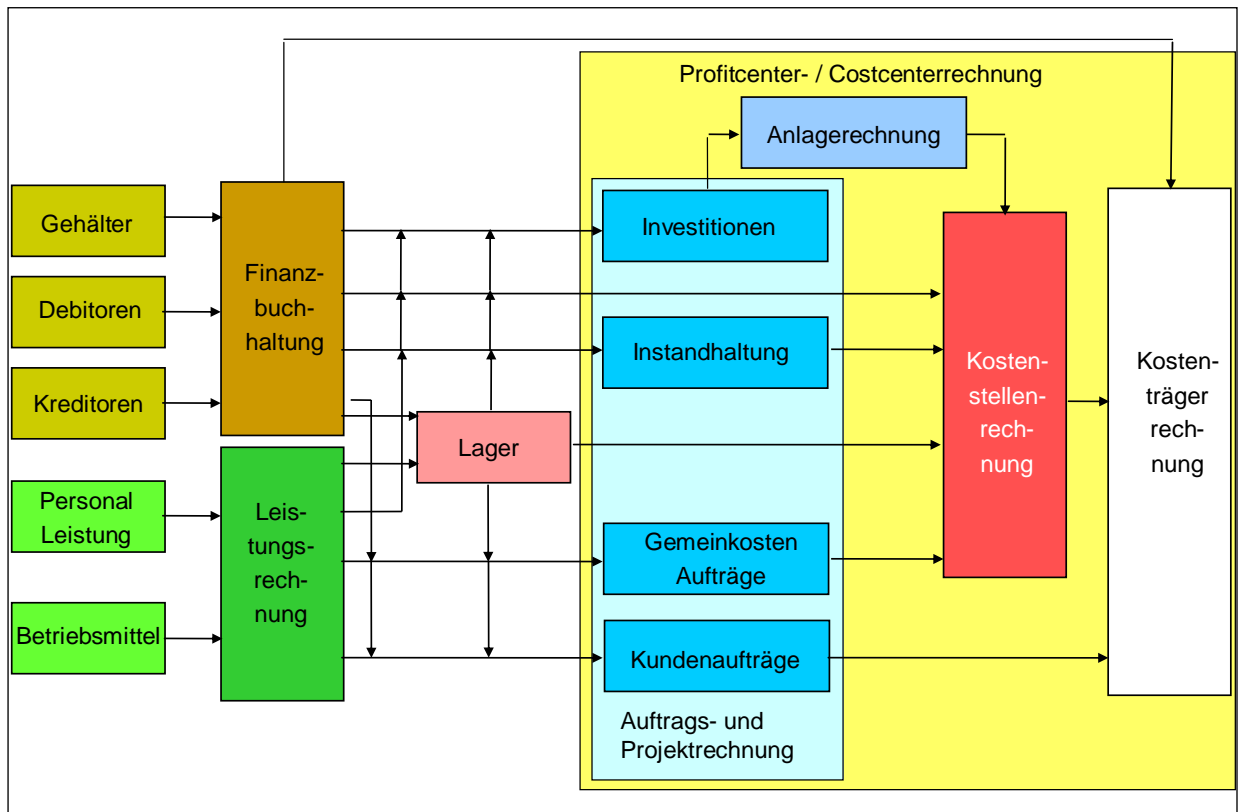 Profitcenter- / Costcenterrechnung
Anlagerechnung
Gehälter
Debitoren
Kreditoren
Personal
Leistung
Betriebsmittel
Finanz-
buch-
haltung
Leis-
tungs-
rech-
nung
Lager
Investitionen
Instandhaltung
Gemeinkosten
Aufträge
Kundenaufträge
Auftrags- und
Projektrechnung
Kosten-
stellen-
rech-
nung
Kosten-
träger
rech-
nung